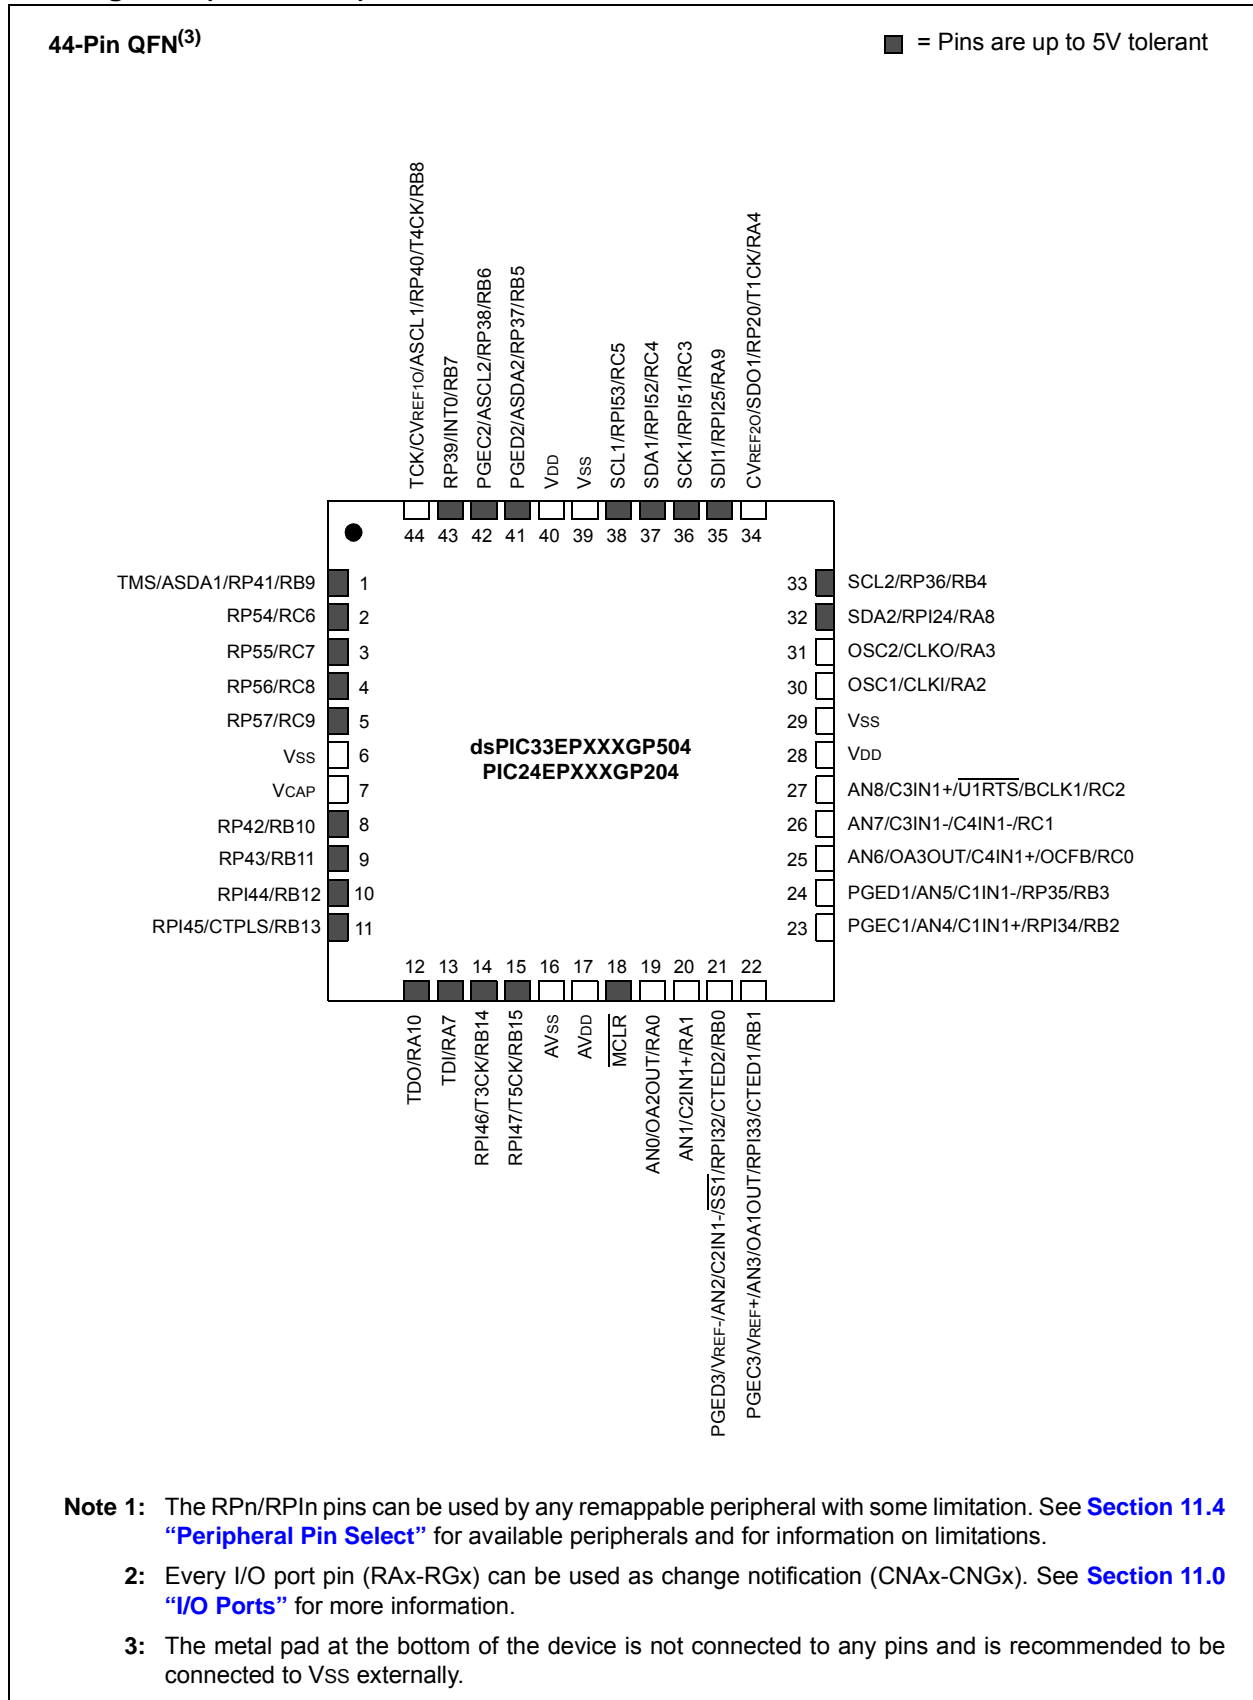 44-Pin QFN(3)
= Pins are up to 5V tolerant
TCK/CVREF1O/ASCL1/RP40/T4CK/RB8
RP39/INT0/RB7
PGEC2/ASCL2/RP38/RB6
PGED2/ASDA2/RP37/RB5
VDD
VSS
SCL1/RPI53/RC5
SDA1/RPI52/RC4
SCK1/RPI51/RC3
SDI1/RPI25/RA9
CVREF2O/SDO1/RP20/T1CK/RA4
44 43 42 41 40 39 38 37 36 35 34
TMS/ASDA1/RP41/RB9 1
RP54/RC6 2
RP55/RC7 3
RP56/RC8 4
RP57/RC9 5
VSS 6
VCAP 7
RP42/RB10 8
RP43/RB11 9
RPI44/RB12 10
RPI45/CTPLS/RB13 11
dsPIC33EPXXXGP504
PIC24EPXXXGP204
33 SCL2/RP36/RB4
32 SDA2/RPI24/RA8
31 OSC2/CLKO/RA3
30 OSC1/CLKI/RA2
29 VSS
28 VDD
27 AN8/C3IN1+/U1RTS/BCLK1/RC2
26 AN7/C3IN1-/C4IN1-/RC1
25 AN6/OA3OUT/C4IN1+/OCFB/RC0
24 PGED1/AN5/C1IN1-/RP35/RB3
23 PGEC1/AN4/C1IN1+/RPI34/RB2
12 13 14 15 16 17 18 19 20 21 22
TDO/RA10
TDI/RA7
RPI46/T3CK/RB14
RPI47/T5CK/RB15
AVSS
AVDD
MCLR
AN0/OA2OUT/RA0
AN1/C2IN1+/RA1
PGED3/VREF-/AN2/C2IN1-/SS1/RPI32/CTED2/RB0
PGEC3/VREF+/AN3/OA1OUT/RPI33/CTED1/RB1
Note 1: The RPn/RPIn pins can be used by any remappable peripheral with some limitation. See Section 11.4
"Peripheral Pin Select" for available peripherals and for information on limitations.
2: Every I/O port pin (RAx-RGx) can be used as change notification (CNAx-CNGx). See Section 11.0
"I/O Ports" for more information.
3: The metal pad at the bottom of the device is not connected to any pins and is recommended to be
connected to VSS externally.